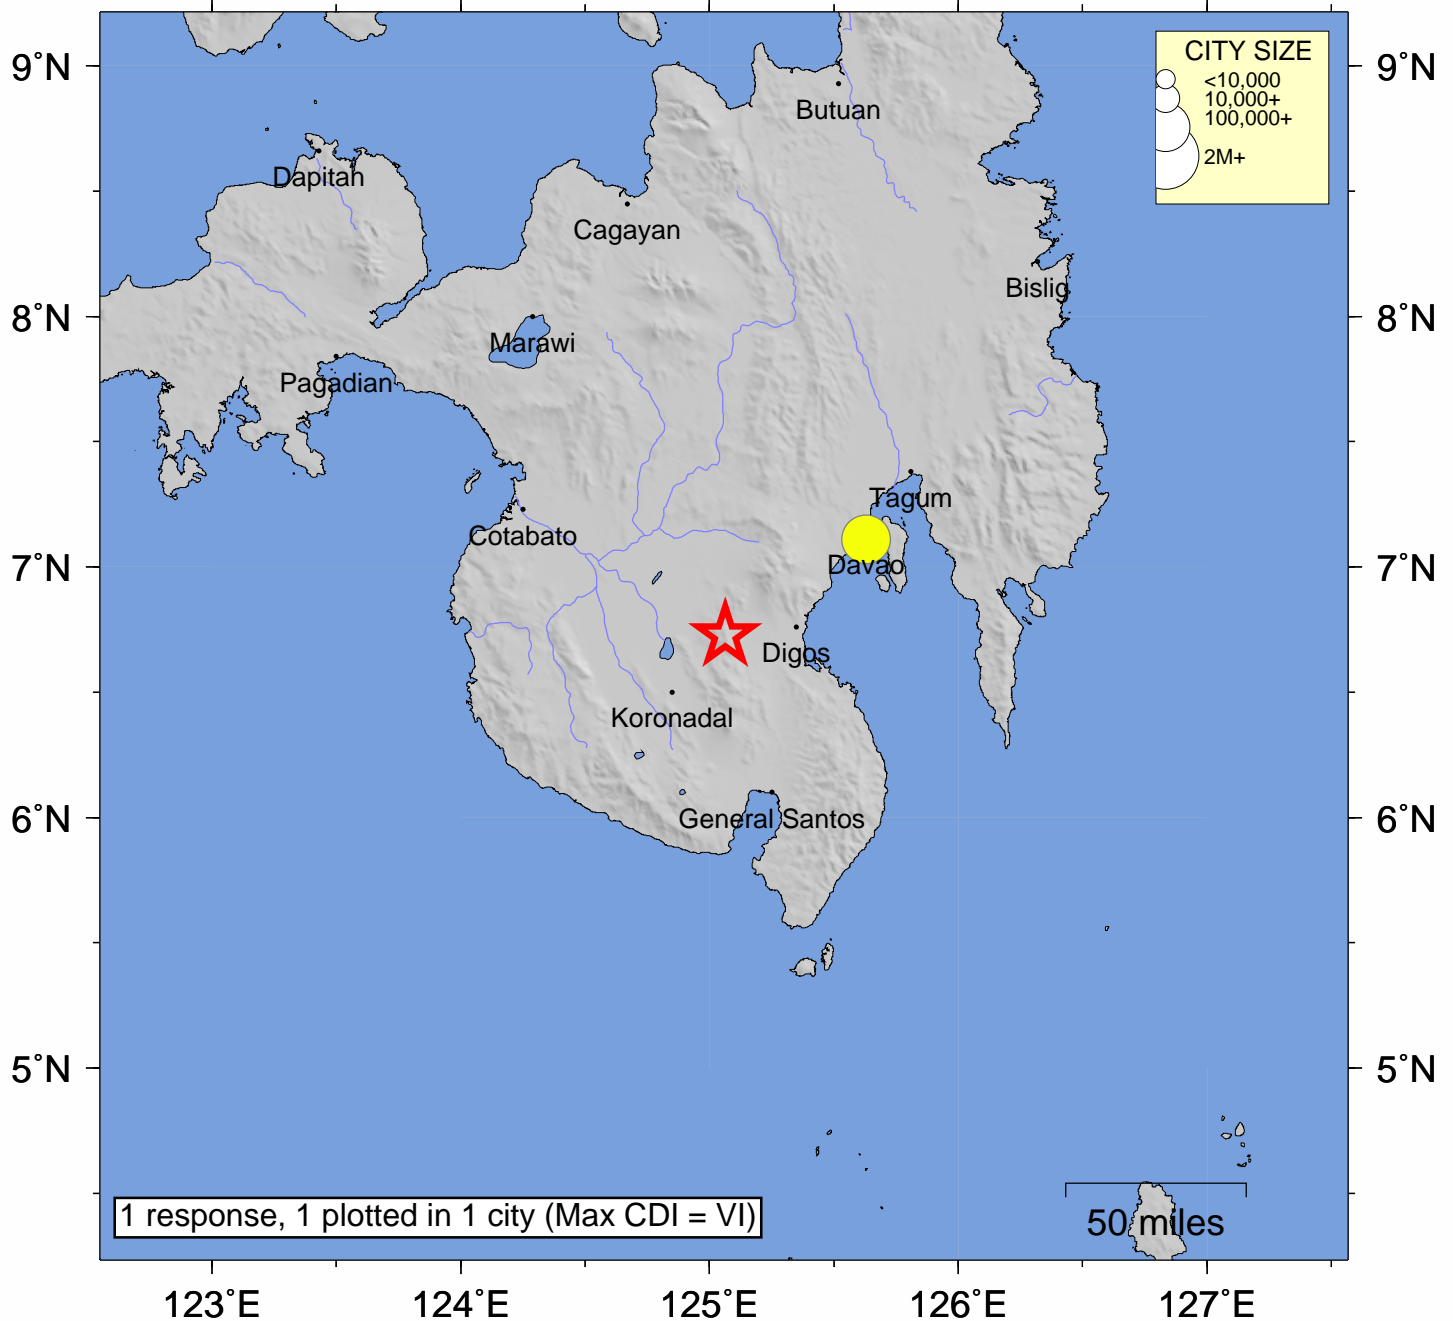 CITY SIZE
<10,000
10,000+
100,000+
2M+
9°N
9°N
Butuan
Dapitan
Cagayan
Bislig
8°N
8°N
Marawi
Pagadian
Tagum
Cotabato
7°N
Davao
7°N
Digos
Koronadal
6°N
General Santos
6°N
5°N
5°N
1 response, 1 plotted in 1 city (Max CDI = VI)
50 miles
123°E
124°E
125°E
126°E
127°E